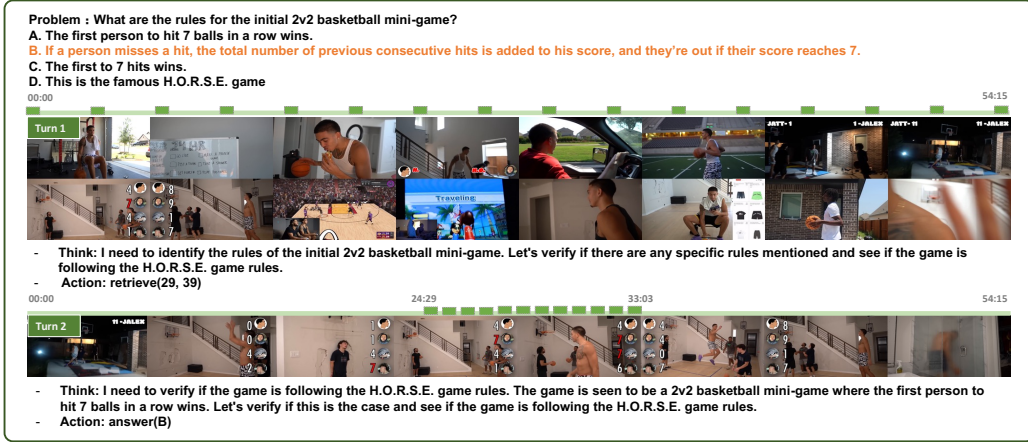 Problem : What are the rules for the initial 2v2 basketball mini-game?
A. The first person to hit 7 balls in a row wins.
B. If a person misses a hit, the total number of previous consecutive hits is added to his score, and they're out if their score reaches 7.
C. The first to 7 hits wins.
D. This is the famous H.O.R.S.E. game
00:00 54:15
Turn 1
JATT- 1 1 -JALEX JATT- 11 11 -JALEX
Traveling
- Think: I need to identify the rules of the initial 2v2 basketball mini-game. Let's verify if there are any specific rules mentioned and see if the game is
following the H.O.R.S.E. game rules.
- Action: retrieve(29, 39)
00:00 24:29 33:03 54:15
Turn 2
11 -JALEX
- Think: I need to verify if the game is following the H.O.R.S.E. game rules. The game is seen to be a 2v2 basketball mini-game where the first person to
hit 7 balls in a row wins. Let's verify if this is the case and see if the game is following the H.O.R.S.E. game rules.
- Action: answer(B)